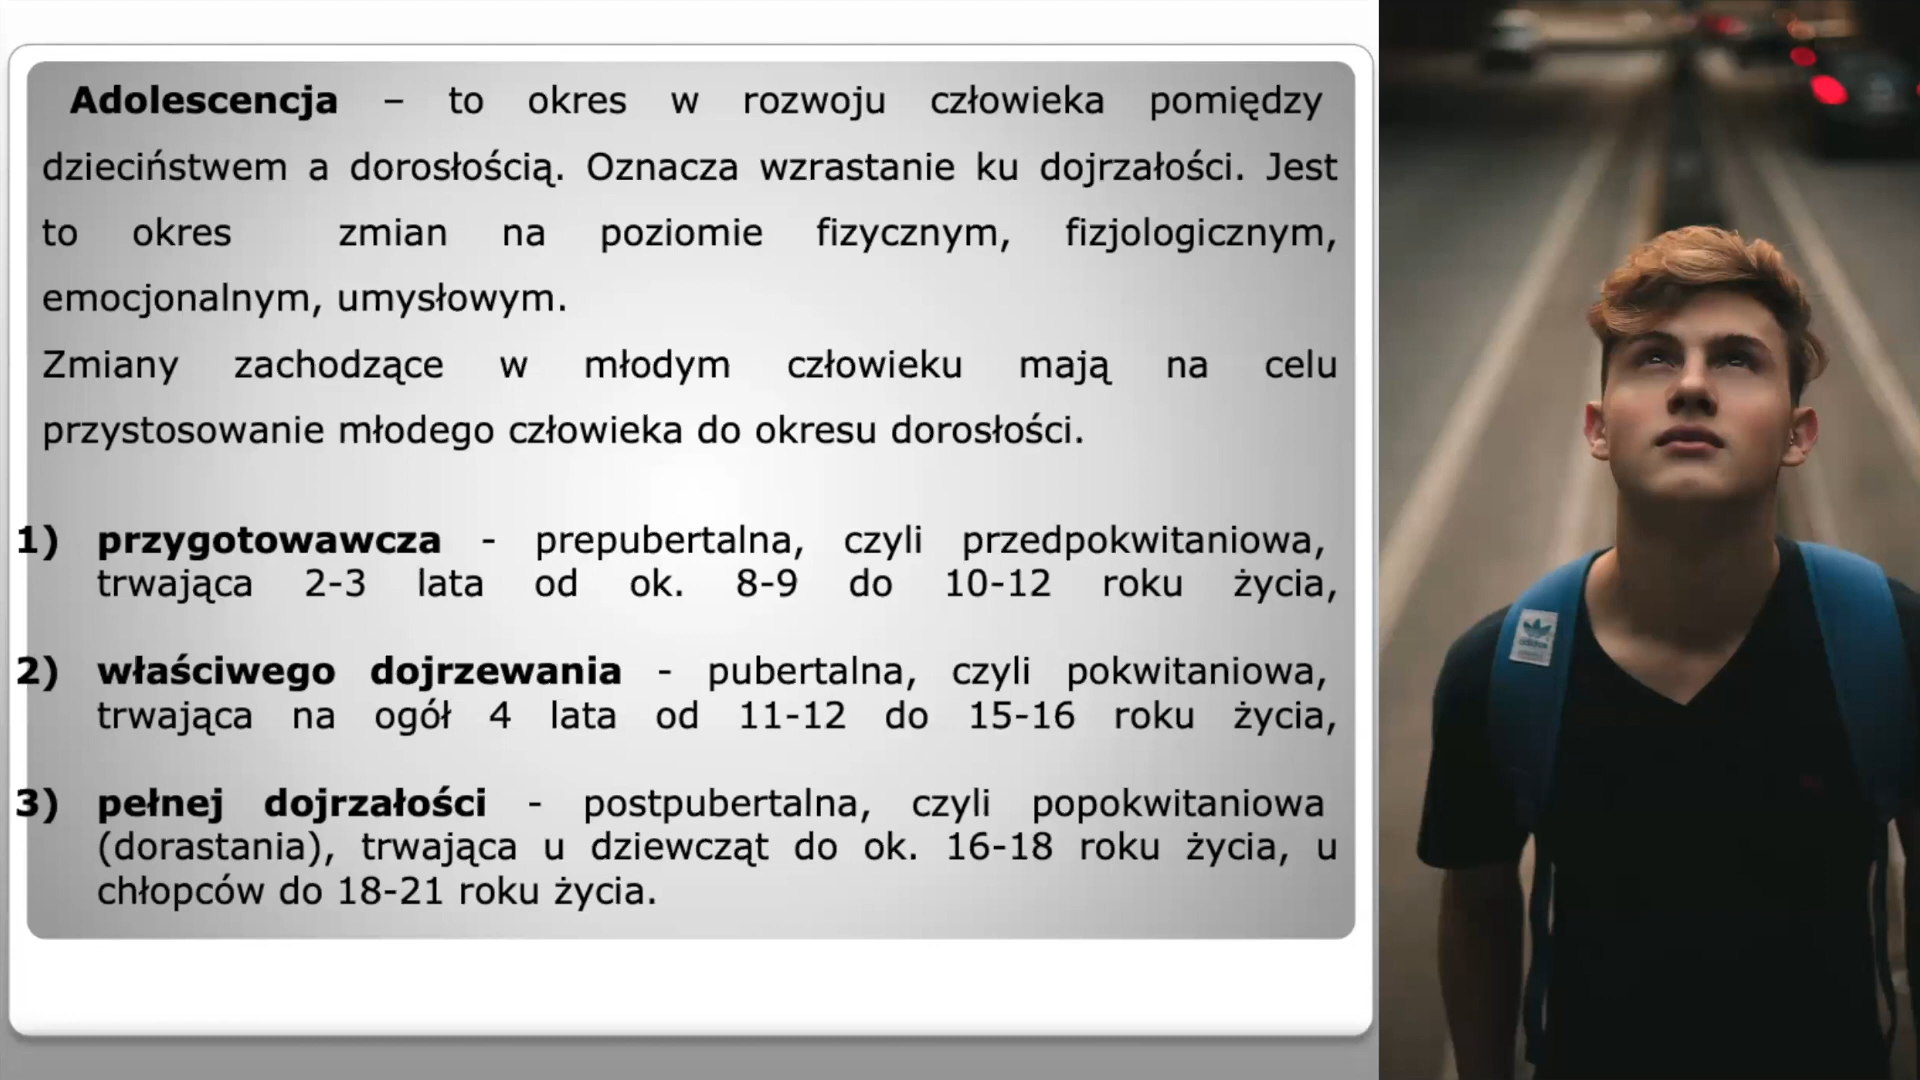 Adolescencja – to okres w rozwoju człowieka pomiędzy
dzieciństwem a dorosłością. Oznacza wzrastanie ku dojrzałości. Jest
to okres zmian na poziomie fizycznym, fizjologicznym,
emocjonalnym, umysłowym.
Zmiany zachodzące w młodym człowieku mają na celu
przystosowanie młodego człowieka do okresu dorosłości.
1) przygotowawcza - prepubertalna, czyli przedpokwitaniowa,
trwająca 2-3 lata od ok. 8-9 do 10-12 roku życia,
2) właściwego dojrzewania - pubertalna, czyli pokwitaniowa,
trwająca na ogół 4 lata od 11-12 do 15-16 roku życia,
3) pełnej dojrzałości - postpubertalna, czyli popokwitaniowa
(dorastania), trwająca u dziewcząt do ok. 16-18 roku życia, u
chłopców do 18-21 roku życia.
adidas